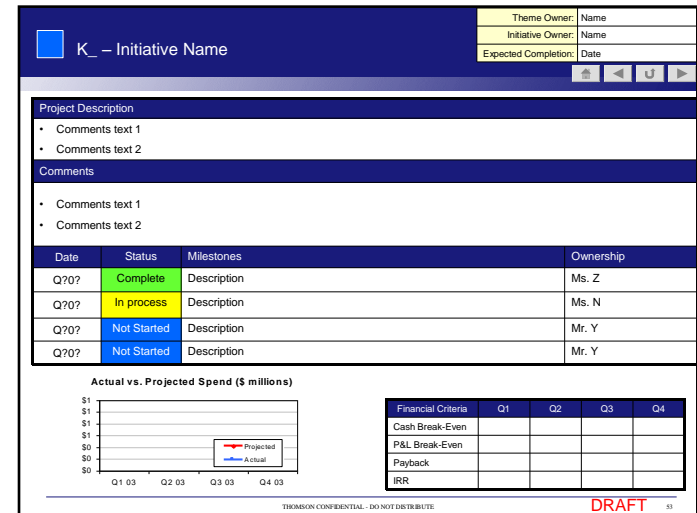 Theme Owner: Name
Initiative Owner: Name
Expected Completion: Date
K_ – Initiative Name
Project Description
• Comments text 1
• Comments text 2
Comments
• Comments text 1
• Comments text 2
Date Status Milestones Ownership
Q?0? Complete Description Ms. Z
Q?0? In process Description Ms. N
Q?0? Not Started Description Mr. Y
Q?0? Not Started Description Mr. Y
Actual vs. Projected Spend ($ millions)
$1
$1
$1
$1
$0
$0
$0
Q1 03 Q2 03 Q3 03 Q4 03
Projected
Actual
Financial Criteria Q1 Q2 Q3 Q4
Cash Break-Even
P&L Break-Even
Payback
IRR
THOMSON CONFIDENTIAL - DO NOT DISTRIBUTE
DRAFT 53